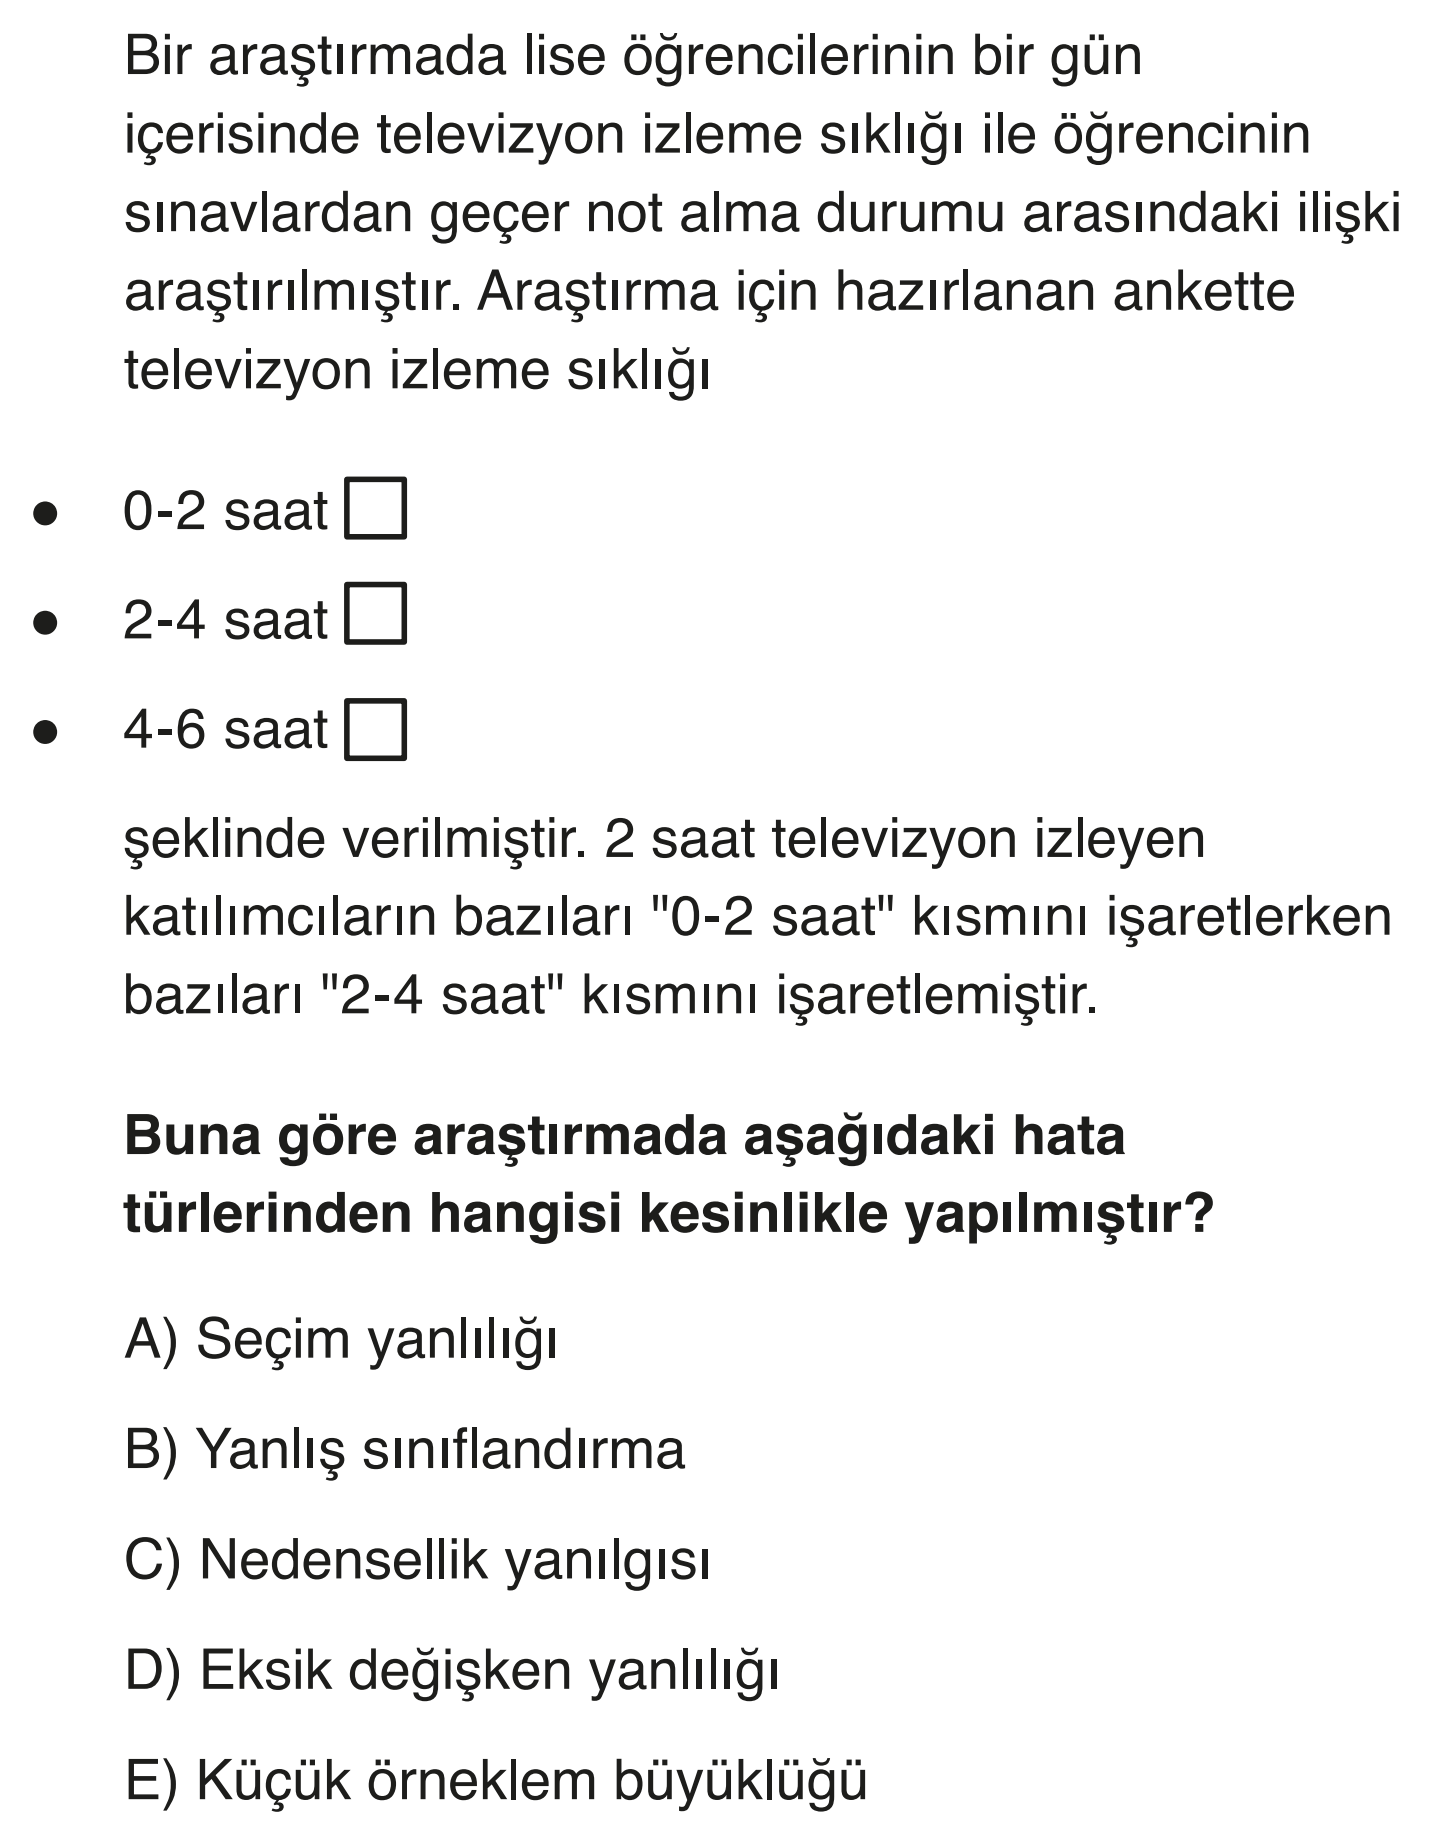 Bir araştırmada lise öğrencilerinin bir gün
içerisinde televizyon izleme sıklığı ile öğrencinin
sınavlardan geçer not alma durumu arasındaki ilişki
araştırılmıştır. Araştırma için hazırlanan ankette
televizyon izleme sıklığı
● 0-2 saat
● 2-4 saat
● 4-6 saat
şeklinde verilmiştir. 2 saat televizyon izleyen
katılımcıların bazıları "0-2 saat" kısmını işaretlerken
bazıları "2-4 saat" kısmını işaretlemiştir.
Buna göre araştırmada aşağıdaki hata
türlerinden hangisi kesinlikle yapılmıştır?
A) Seçim yanlılığı
B) Yanlış sınıflandırma
C) Nedensellik yanılgısı
D) Eksik değişken yanlılığı
E) Küçük örneklem büyüklüğü